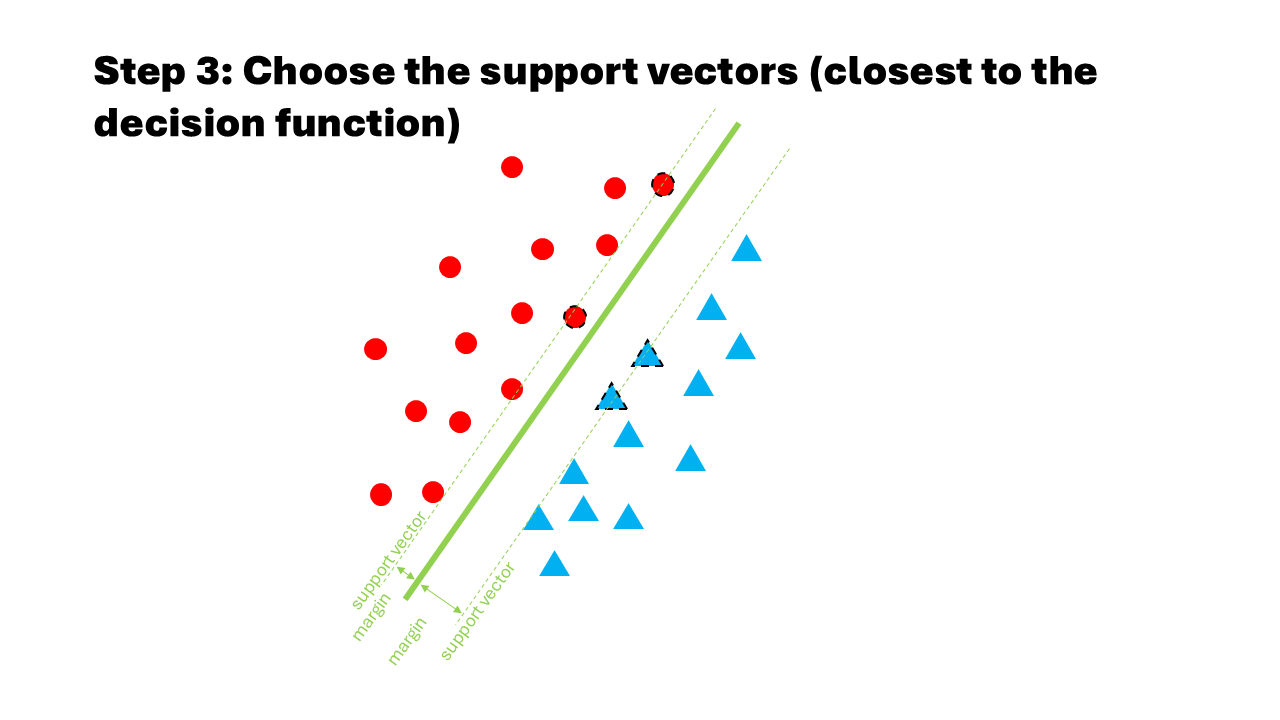 Step 3: Choose the support vectors (closest to the
decision function)
support vector
margin
margin
support vector